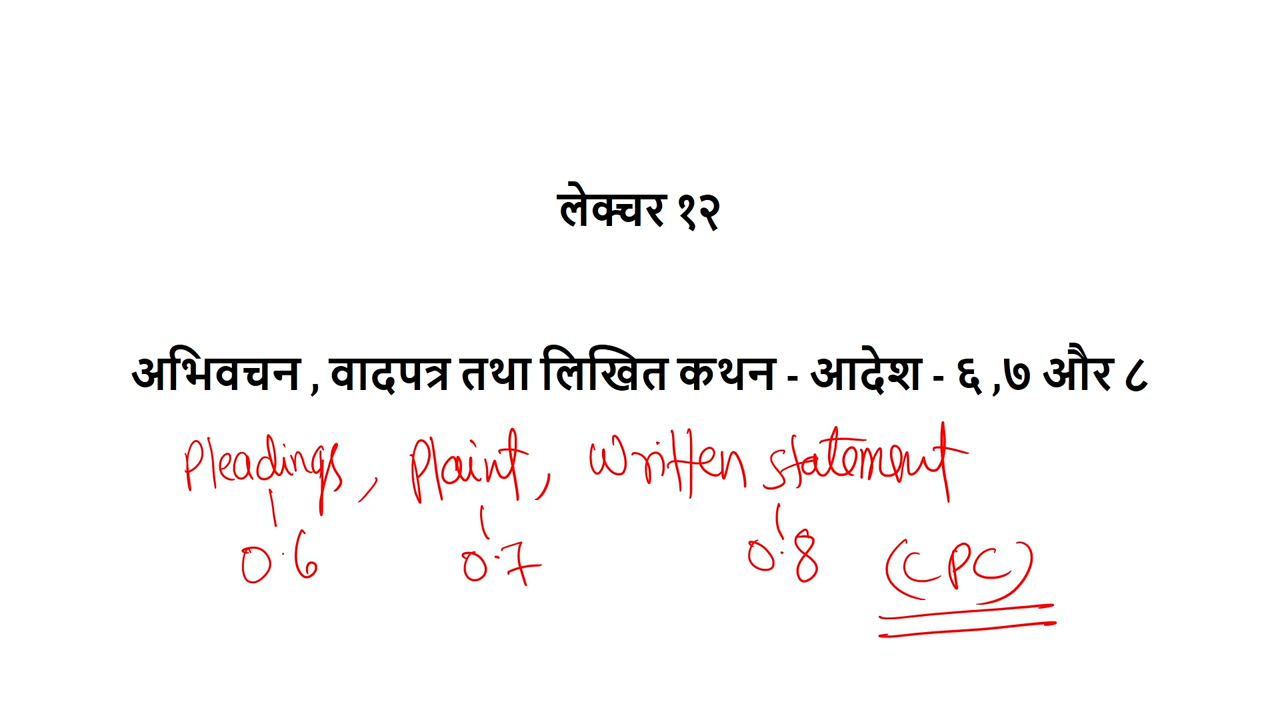 लेक्चर १२
अभिवचन , वादपत्र तथा लिखित कथन - आदेश - ६ ,७ और ८
Pleadings, Plaint, Written statement
O.6 O.7 O.8 (CPC)